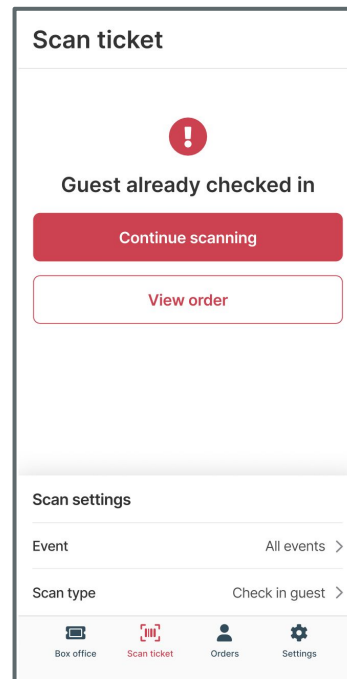 Scan ticket
Guest already checked in
Continue scanning
View order
Scan settings
Event All events
Scan type Check in guest
Box office Scan ticket Orders Settings